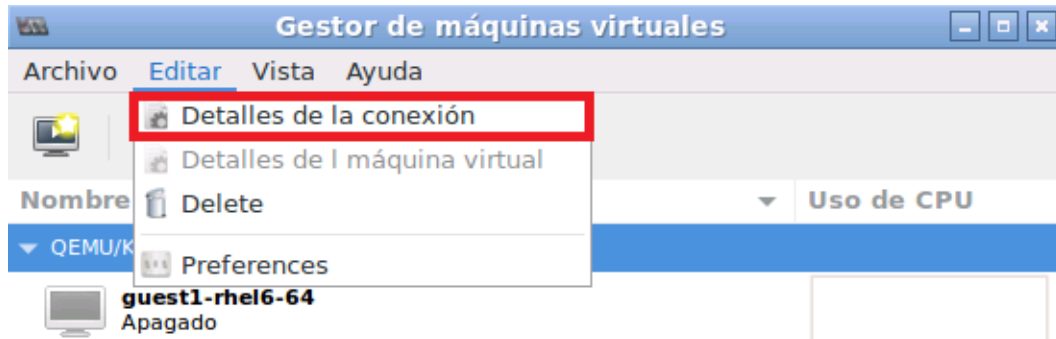 Gestor de máquinas virtuales
Archivo Editar Vista Ayuda
Detalles de la conexión
Detalles de l máquina virtual
Nombre Delete Uso de CPU
QEMU/K
Preferences
guest1-rhel6-64
Apagado